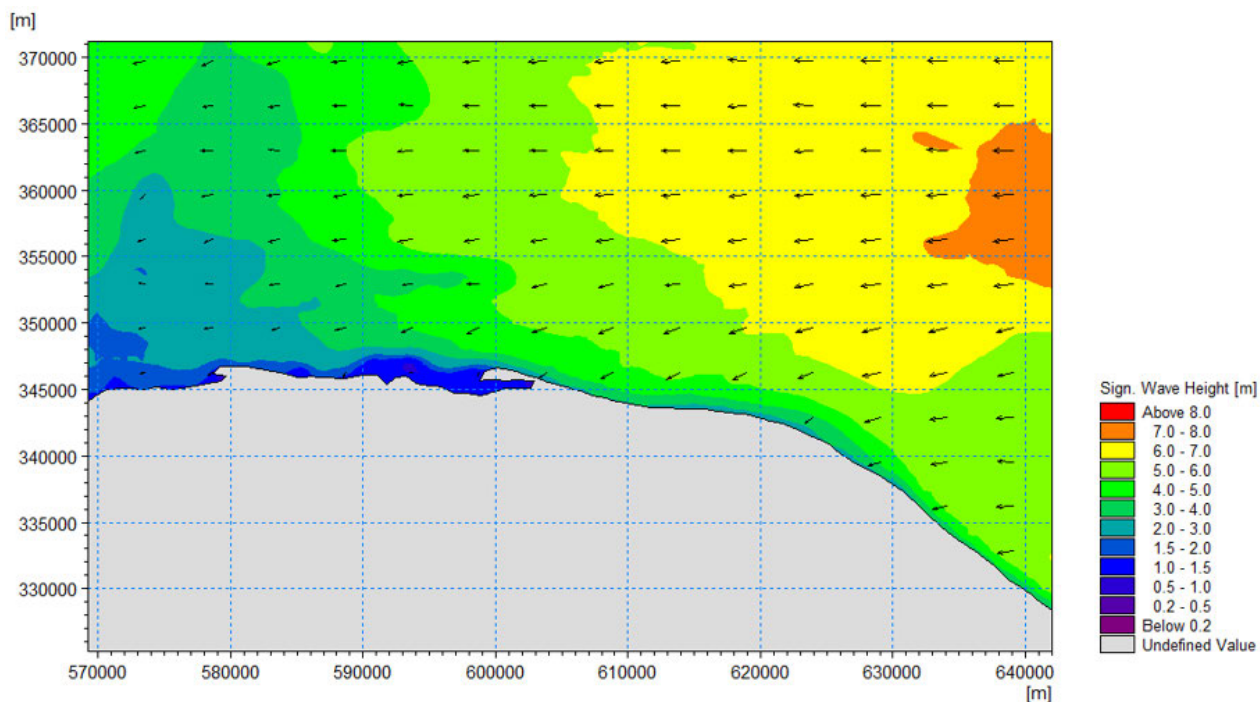 [m]
370000
365000
360000
355000
350000
345000
340000
335000
330000
570000 580000 590000 600000 610000 620000 630000 640000
[m]
Sign. Wave Height [m]
Above 8.0
7.0 - 8.0
6.0 - 7.0
5.0 - 6.0
4.0 - 5.0
3.0 - 4.0
2.0 - 3.0
1.5 - 2.0
1.0 - 1.5
0.5 - 1.0
0.2 - 0.5
Below 0.2
Undefined Value